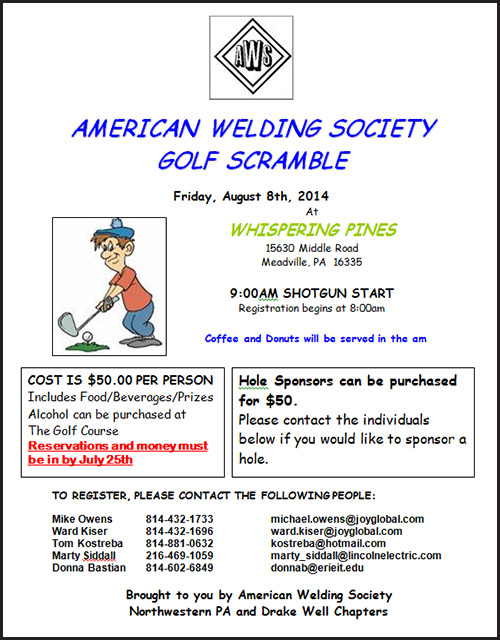 AWS
AMERICAN WELDING SOCIETY
GOLF SCRAMBLE
Friday, August 8th, 2014
At
WHISPERING PINES
15630 Middle Road
Meadville, PA 16335
9:00AM SHOTGUN START
Registration begins at 8:00am
Coffee and Donuts will be served in the am
COST IS $50.00 PER PERSON
Includes Food/Beverages/Prizes
Alcohol can be purchased at
The Golf Course
Reservations and money must
be in by July 25th
Hole Sponsors can be purchased
for $50.
Please contact the individuals
below if you would like to sponsor a
hole.
TO REGISTER, PLEASE CONTACT THE FOLLOWING PEOPLE:
Mike Owens 814-432-1733 michael.owens@joyglobal.com
Ward Kiser 814-432-1696 ward.kiser@joyglobal.com
Tom Kostreba 814-881-0632 kostreba@hotmail.com
Marty Siddall 216-469-1059 marty_siddall@lincolnelectric.com
Donna Bastian 814-602-6849 donnab@erieit.edu
Brought to you by American Welding Society
Northwestern PA and Drake Well Chapters